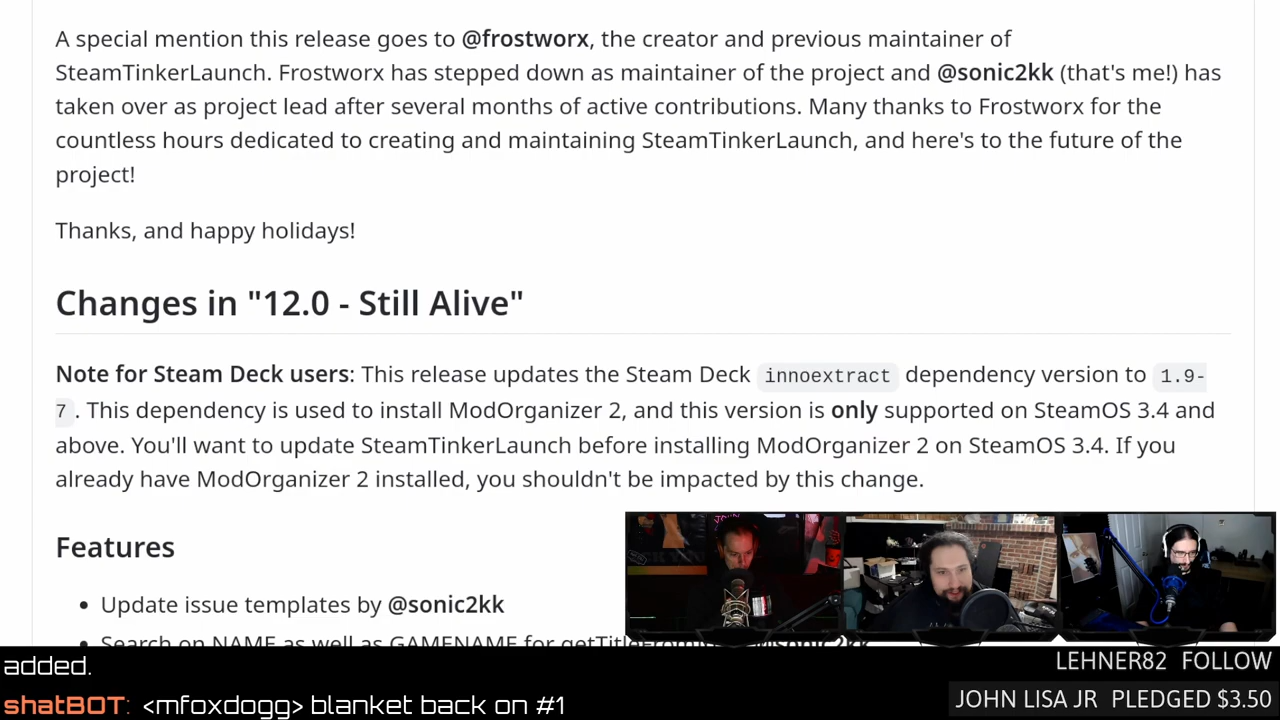 A special mention this release goes to @frostworx, the creator and previous maintainer of
SteamTinkerLaunch. Frostworx has stepped down as maintainer of the project and @sonic2kk (that's me!) has
taken over as project lead after several months of active contributions. Many thanks to Frostworx for the
countless hours dedicated to creating and maintaining SteamTinkerLaunch, and here's to the future of the
project!
Thanks, and happy holidays!
Changes in "12.0 - Still Alive"
Note for Steam Deck users: This release updates the Steam Deck innoextract dependency version to 1.9-
7. This dependency is used to install ModOrganizer 2, and this version is only supported on SteamOS 3.4 and
above. You'll want to update SteamTinkerLaunch before installing ModOrganizer 2 on SteamOS 3.4. If you
already have ModOrganizer 2 installed, you shouldn't be impacted by this change.
Features
• Update issue templates by @sonic2kk
• Search on NAME as well as GAMENAME for
added.
LEHNER82 FOLLOW
shatBOT: <mfoxdogg> blanket back on #1
JOHN LISA JR PLEDGED $3.50